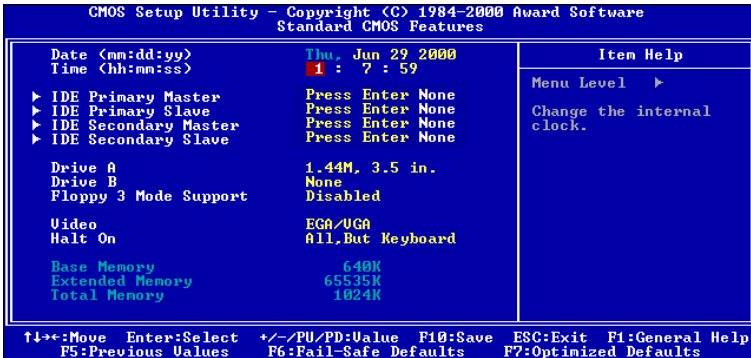 CMOS Setup Utility - Copyright (C) 1984-2000 Award Software
Standard CMOS Features
Date (mm:dd:yy) Thu, Jun 29 2000
Time (hh:mm:ss) 1 : 7 : 59
Item Help
Menu Level ►
Change the internal
clock.
► IDE Primary Master Press Enter None
► IDE Primary Slave Press Enter None
► IDE Secondary Master Press Enter None
► IDE Secondary Slave Press Enter None
Drive A 1.44M, 3.5 in.
Drive B None
Floppy 3 Mode Support Disabled
Video EGA/VGA
Halt On All,But Keyboard
Base Memory 640K
Extended Memory 65535K
Total Memory 1024K
↑↓→←:Move Enter:Select +/-/PU/PD:Value F10:Save ESC:Exit F1:General Help
F5:Previous Values F6:Fail-Safe Defaults F7:Optimized Defaults